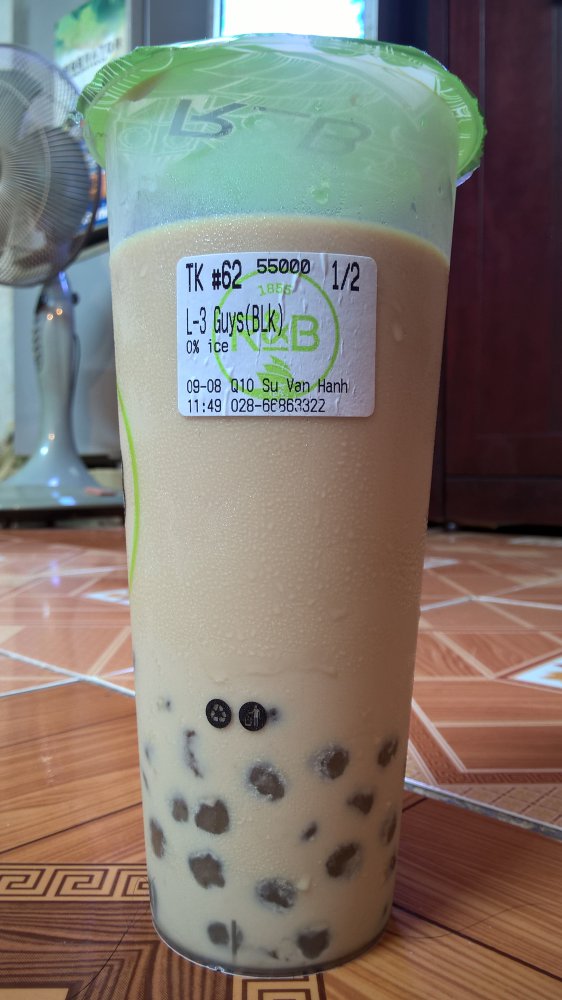 R&B
TK #62 55000 1/2
1856
L-3 Guys(BLK)
R&B
0% ice
09-08 Q10 Su Van Hanh
11:49 028-66863322